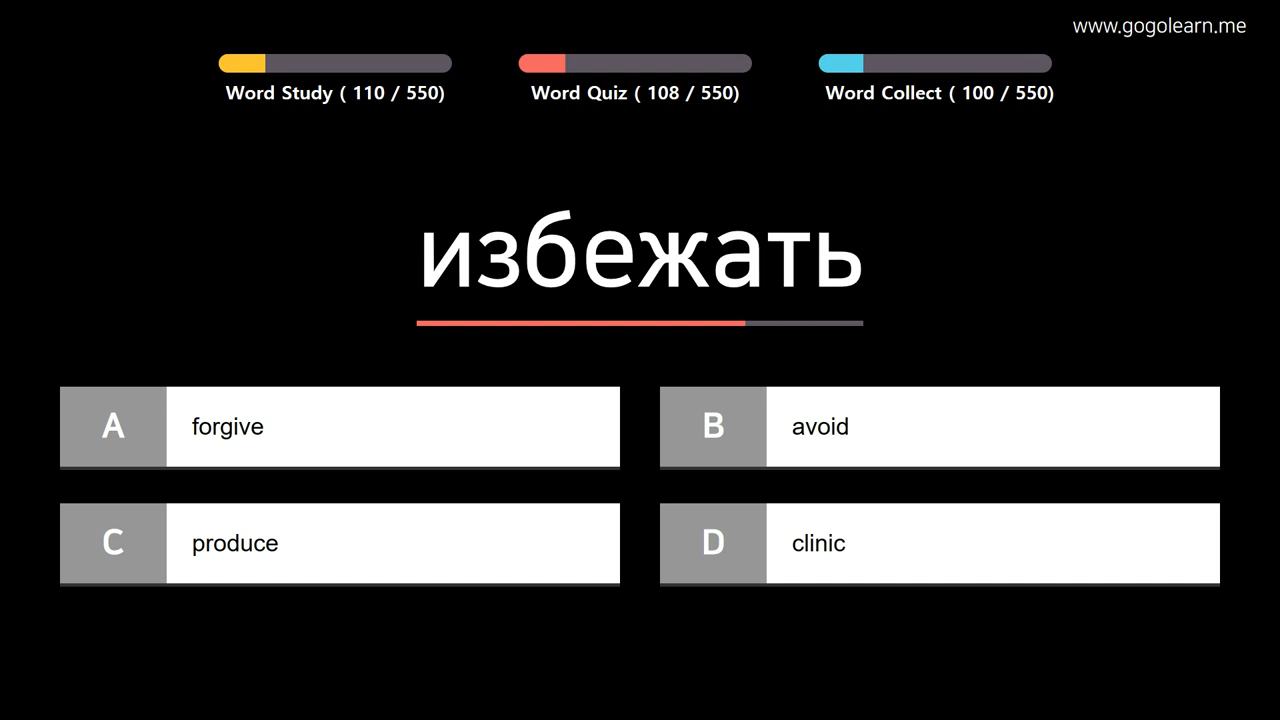 www.gogolearn.me
Word Study ( 110 / 550)
Word Quiz ( 108 / 550)
Word Collect ( 100 / 550)
избежать
A forgive
B avoid
C produce
D clinic